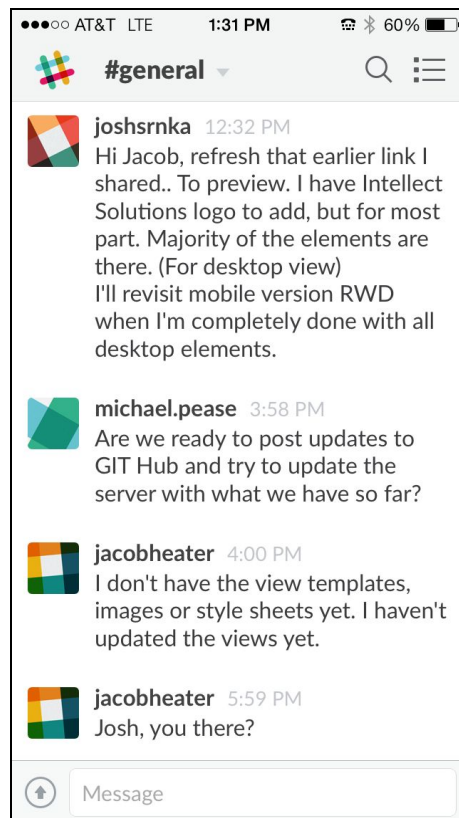 AT&T LTE 1:31 PM 60%
#general
joshsrnka 12:32 PM
Hi Jacob, refresh that earlier link I
shared.. To preview. I have Intellect
Solutions logo to add, but for most
part. Majority of the elements are
there. (For desktop view)
I'll revisit mobile version RWD
when I'm completely done with all
desktop elements.
michael.pease 3:58 PM
Are we ready to post updates to
GIT Hub and try to update the
server with what we have so far?
jacobheater 4:00 PM
I don't have the view templates,
images or style sheets yet. I haven't
updated the views yet.
jacobheater 5:59 PM
Josh, you there?
Message